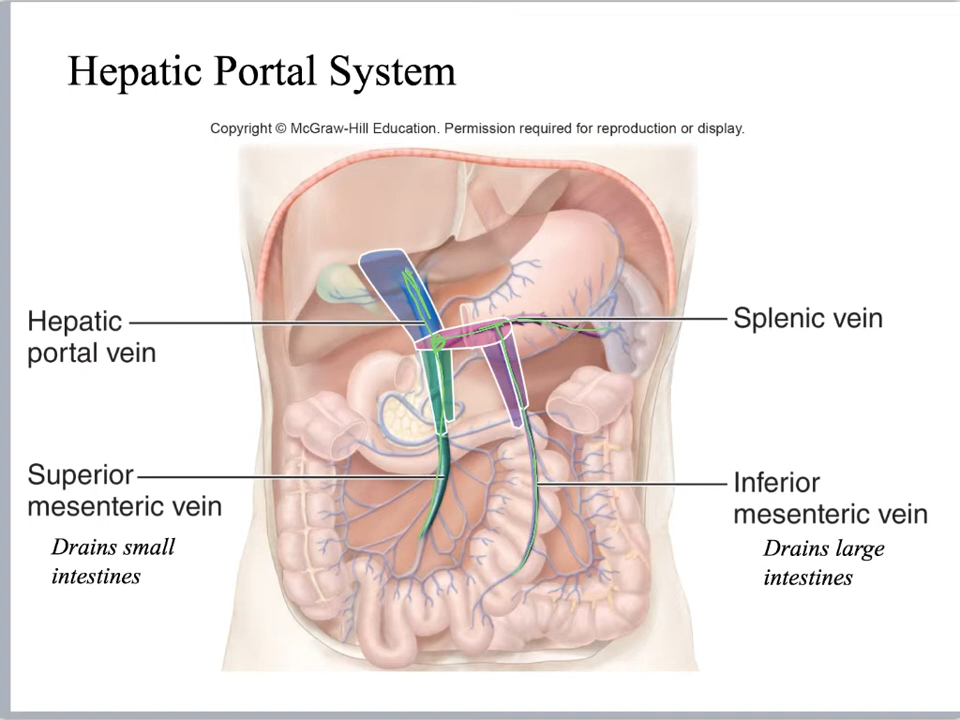 Hepatic Portal System
Copyright © McGraw-Hill Education. Permission required for reproduction or display.
Hepatic
portal vein
Splenic vein
Superior
mesenteric vein
Drains small
intestines
Inferior
mesenteric vein
Drains large
intestines